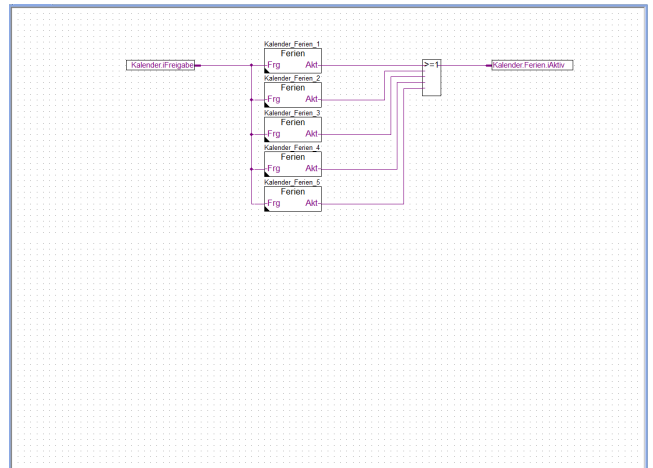 Kalender_Ferien_1
Ferien
Kalender.iFreigabe
Frg Akt
>=1
Kalender.Ferien.iAktiv
Kalender_Ferien_2
Ferien
Frg Akt
Kalender_Ferien_3
Ferien
Frg Akt
Kalender_Ferien_4
Ferien
Frg Akt
Kalender_Ferien_5
Ferien
Frg Akt